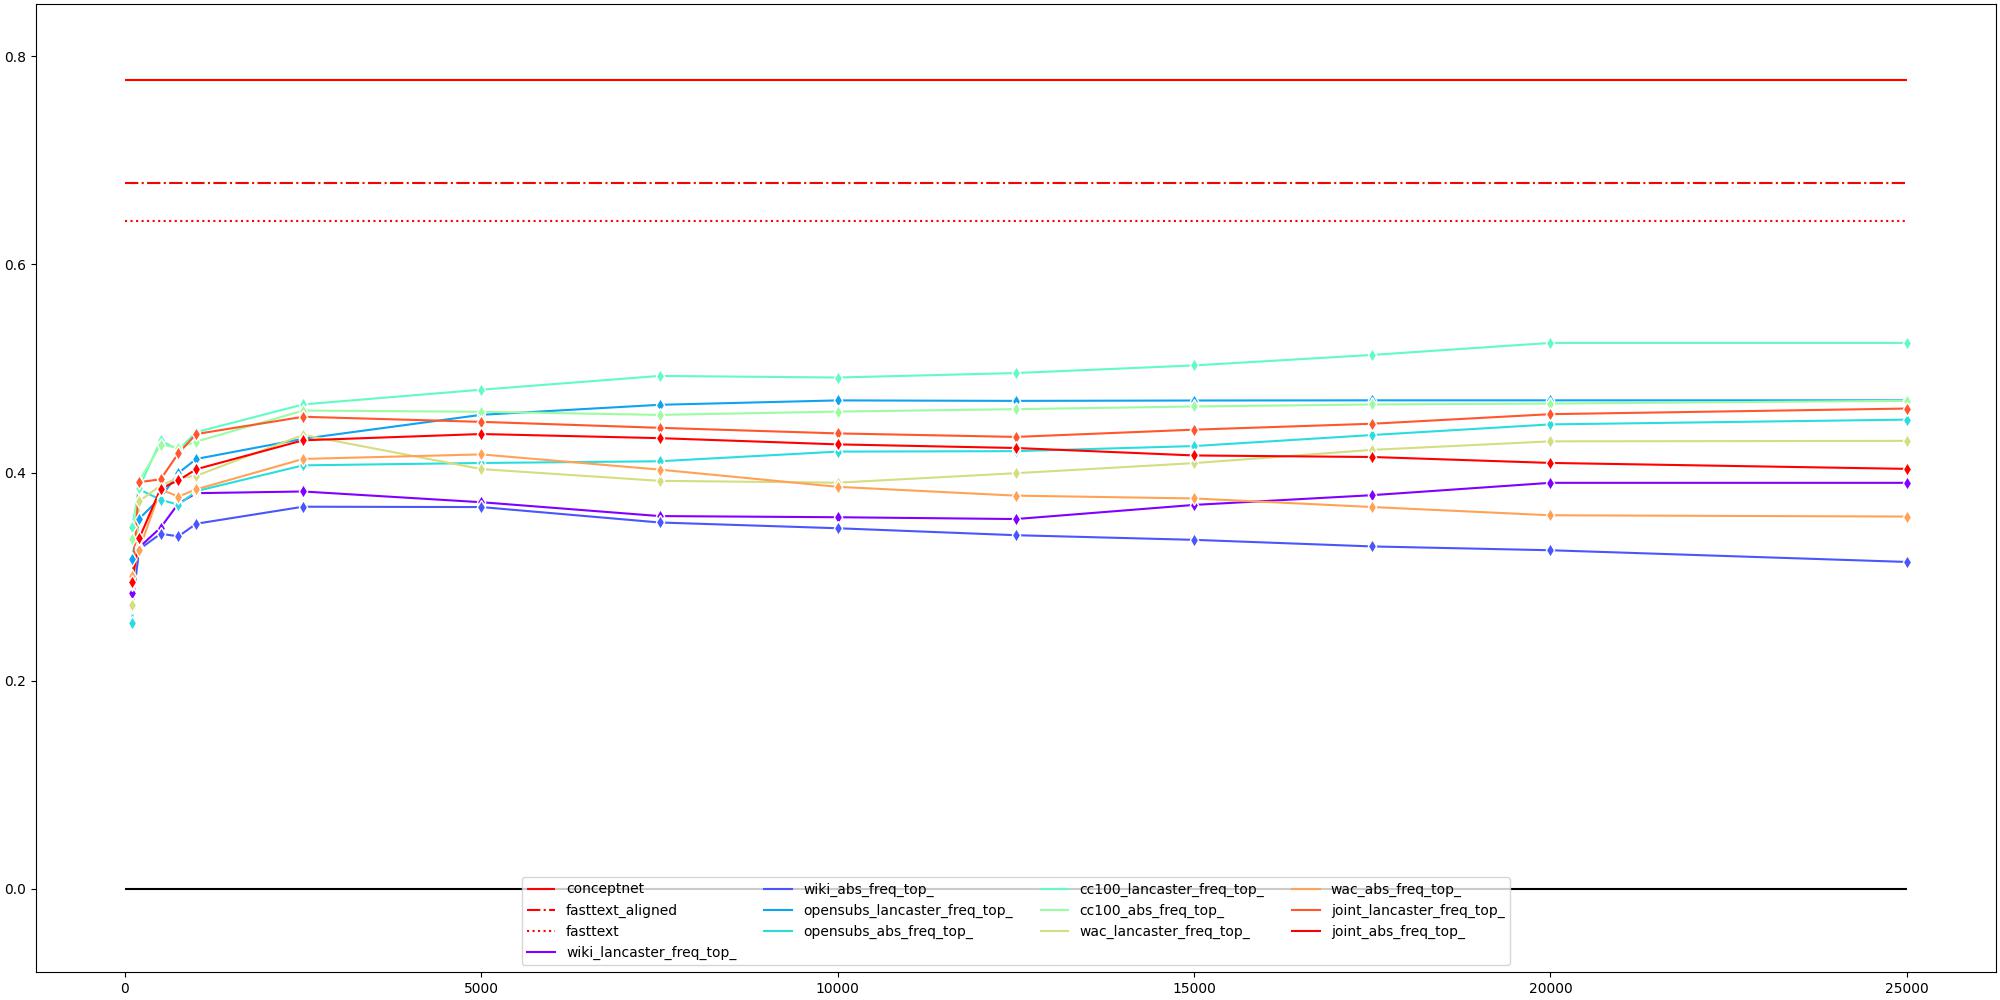 0.8
0.6
0.4
0.2
0.0
conceptnet
fasttext_aligned
fasttext
wiki_lancaster_freq_top_
wiki_abs_freq_top_
opensubs_lancaster_freq_top_
opensubs_abs_freq_top_
cc100_lancaster_freq_top_
cc100_abs_freq_top_
wac_lancaster_freq_top_
wac_abs_freq_top_
joint_lancaster_freq_top_
joint_abs_freq_top_
0 5000 10000 15000 20000 25000